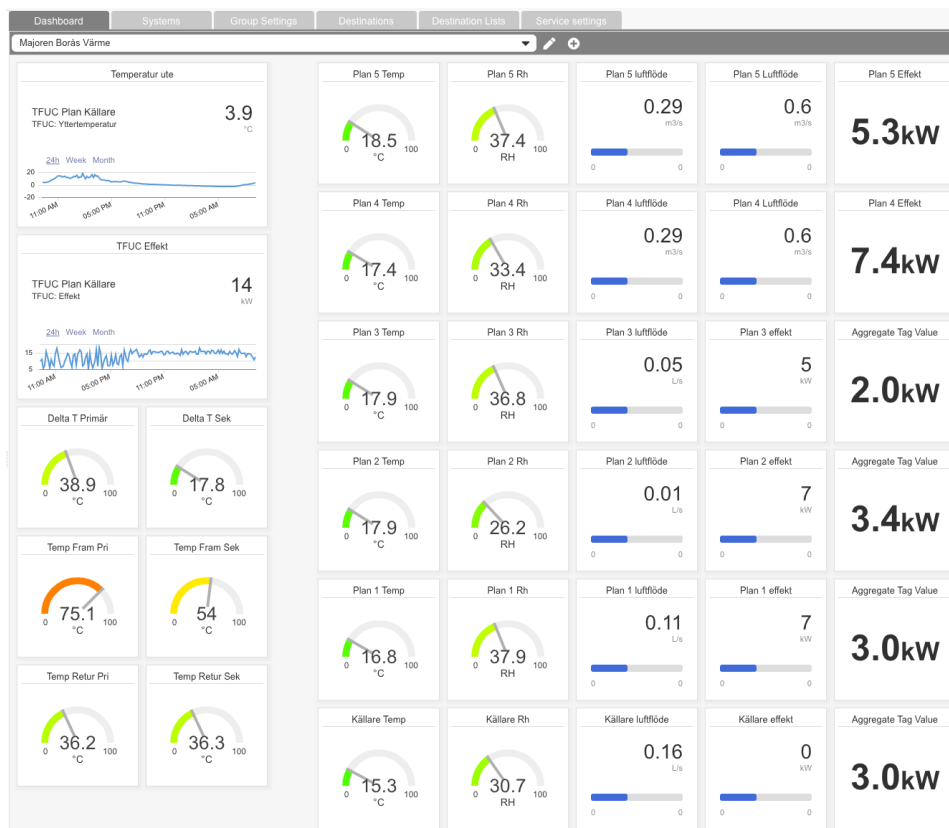 Dashboard Systems Group Settings Destinations Destination Lists Service settings
Majoren Borås Värme
Temperatur ute
TFUC Plan Källare
TFUC: Yttertemperatur
3.9
°C
24h Week Month
20
0
-20
11:00 AM 05:00 PM 11:00 PM 05:00 AM
TFUC Effekt
TFUC Plan Källare
TFUC: Effekt
14
kW
24h Week Month
15
5
11:00 AM 05:00 PM 11:00 PM 05:00 AM
Delta T Primär
38.9
0 100
°C
Delta T Sek
17.8
0 100
°C
Temp Fram Pri
75.1
0 100
°C
Temp Fram Sek
54
0 100
°C
Temp Retur Pri
36.2
0 100
°C
Temp Retur Sek
36.3
0 100
°C
Plan 5 Temp
18.5
0 100
°C
Plan 5 Rh
37.4
0 100
RH
Plan 5 luftflöde
0.29
m3/s
0 0
Plan 5 Luftflöde
0.6
m3/s
0 0
Plan 5 Effekt
5.3kW
Plan 4 Temp
17.4
0 100
°C
Plan 4 Rh
33.4
0 100
RH
Plan 4 luftflöde
0.29
m3/s
0 0
Plan 4 Luftflöde
0.6
m3/s
0 0
Plan 4 Effekt
7.4kW
Plan 3 Temp
17.9
0 100
°C
Plan 3 Rh
36.8
0 100
RH
Plan 3 luftflöde
0.05
L/s
0 0
Plan 3 effekt
5
kW
0 0
Aggregate Tag Value
2.0kW
Plan 2 Temp
17.9
0 100
°C
Plan 2 Rh
26.2
0 100
RH
Plan 2 luftflöde
0.01
L/s
0 0
Plan 2 effekt
7
kW
0 0
Aggregate Tag Value
3.4kW
Plan 1 Temp
16.8
0 100
°C
Plan 1 Rh
37.9
0 100
RH
Plan 1 luftflöde
0.11
L/s
0 0
Plan 1 effekt
7
kW
0 0
Aggregate Tag Value
3.0kW
Källare Temp
15.3
0 100
°C
Källare Rh
30.7
0 100
RH
Källare luftflöde
0.16
L/s
0 0
Källare effekt
0
kW
0 0
Aggregate Tag Value
3.0kW